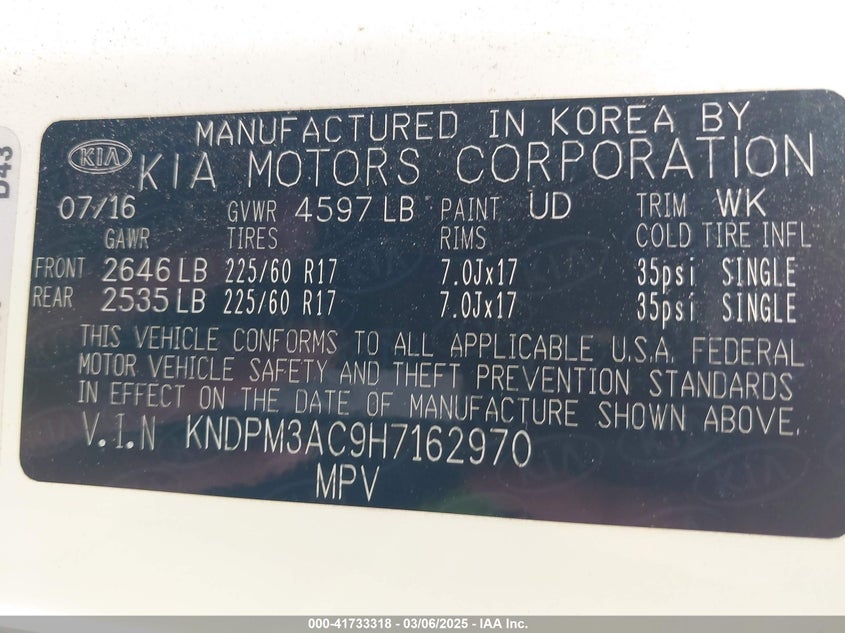 D43
MANUFACTURED IN KOREA BY
KIA KIA MOTORS CORPORATION
07/16 GVWR 4597 LB PAINT UD TRIM WK
GAWR TIRES RIMS COLD TIRE INFL
FRONT 2646 LB 225/60 R17 7.0Jx17 35psi SINGLE
REAR 2535 LB 225/60 R17 7.0Jx17 35psi SINGLE
THIS VEHICLE CONFORMS TO ALL APPLICABLE U.S.A. FEDERAL
MOTOR VEHICLE SAFETY AND THEFT PREVENTION STANDARDS
IN EFFECT ON THE DATE OF MANUFACTURE SHOWN ABOVE.
V.I.N KNDPM3AC9H7162970
MPV
000-41733318 - 03/06/2025 - IAA Inc.